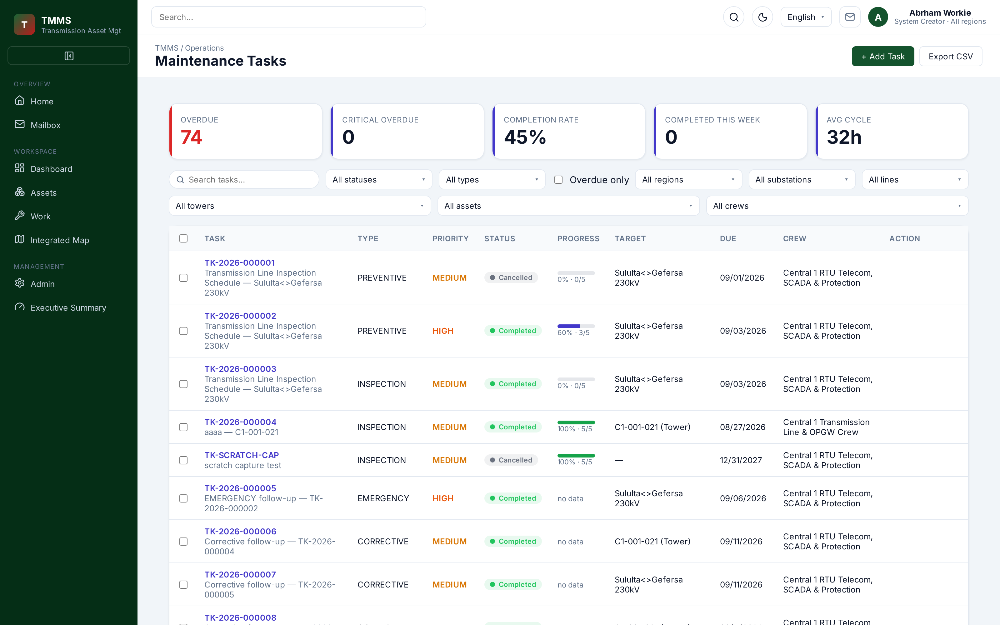 T
TMMS
Transmission Asset Mgt
OVERVIEW
Home
Mailbox
WORKSPACE
Dashboard
Assets
Work
Integrated Map
MANAGEMENT
Admin
Executive Summary
Search...
English
A
Abrham Workie
System Creator · All regions
TMMS / Operations
Maintenance Tasks
+ Add Task
Export CSV
OVERDUE
74
CRITICAL OVERDUE
0
COMPLETION RATE
45%
COMPLETED THIS WEEK
0
AVG CYCLE
32h
Search tasks...
All statuses
All types
Overdue only
All regions
All substations
All lines
All towers
All assets
All crews
TASK TYPE PRIORITY STATUS PROGRESS TARGET DUE CREW ACTION
TK-2026-000001
Transmission Line Inspection
Schedule — Sululta<>Gefersa
230kV
PREVENTIVE
MEDIUM
Cancelled
0% · 0/5
Sululta<>Gefersa
230kV
09/01/2026
Central 1 RTU Telecom,
SCADA & Protection
TK-2026-000002
Transmission Line Inspection
Schedule — Sululta<>Gefersa
230kV
PREVENTIVE
HIGH
Completed
60% · 3/5
Sululta<>Gefersa
230kV
09/03/2026
Central 1 RTU Telecom,
SCADA & Protection
TK-2026-000003
Transmission Line Inspection
Schedule — Sululta<>Gefersa
230kV
INSPECTION
MEDIUM
Completed
0% · 0/5
Sululta<>Gefersa
230kV
09/03/2026
Central 1 RTU Telecom,
SCADA & Protection
TK-2026-000004
aaaa — C1-001-021
INSPECTION
MEDIUM
Completed
100% · 5/5
C1-001-021 (Tower)
08/27/2026
Central 1 Transmission
Line & OPGW Crew
TK-SCRATCH-CAP
scratch capture test
INSPECTION
MEDIUM
Cancelled
100% · 5/5
—
12/31/2027
Central 1 RTU Telecom,
SCADA & Protection
TK-2026-000005
EMERGENCY follow-up — TK-
2026-000002
EMERGENCY
HIGH
Completed
no data
Sululta<>Gefersa
230kV
09/06/2026
Central 1 RTU Telecom,
SCADA & Protection
TK-2026-000006
Corrective follow-up — TK-2026-
000004
CORRECTIVE
MEDIUM
Completed
no data
C1-001-021 (Tower)
09/11/2026
Central 1 RTU Telecom,
SCADA & Protection
TK-2026-000007
Corrective follow-up — TK-2026-
000005
CORRECTIVE
MEDIUM
Completed
no data
Sululta<>Gefersa
230kV
09/11/2026
Central 1 RTU Telecom,
SCADA & Protection
TK-2026-000008
Central 1 RTU Telecom,